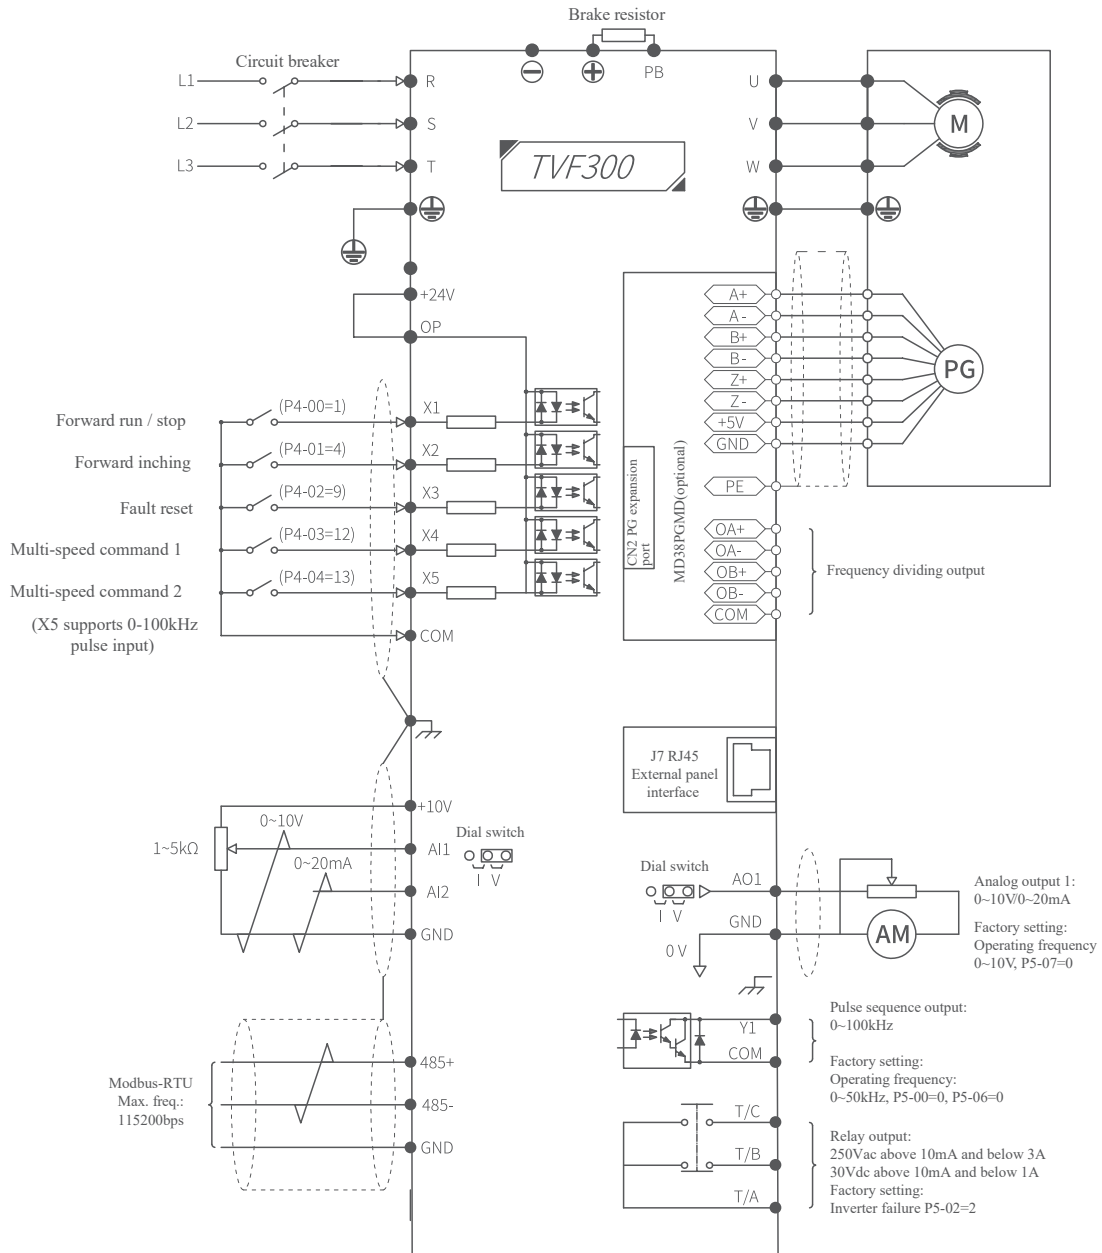 Brake resistor
Circuit breaker
PB
L1
R
U
L2
S
V
M
L3
T
W
TVF300
+24V
OP
A+
A-
B+
B-
Z+
Z-
+5V
GND
PE
OA+
OA-
OB+
OB-
COM
PG
CN2 PG expansion
port
MD38PGMD(optional)
Frequency dividing output
Forward run / stop
(P4-00=1)
X1
Forward inching
(P4-01=4)
X2
Fault reset
(P4-02=9)
X3
Multi-speed command 1
(P4-03=12)
X4
Multi-speed command 2
(P4-04=13)
X5
(X5 supports 0-100kHz
pulse input)
COM
J7 RJ45
External panel
interface
+10V
0~10V
1~5kΩ
AI1
0~20mA
AI2
GND
Dial switch
I V
Dial switch
I V
AO1
GND
0 V
AM
Analog output 1:
0~10V/0~20mA
Factory setting:
Operating frequency
0~10V, P5-07=0
Y1
COM
Pulse sequence output:
0~100kHz
Factory setting:
Operating frequency:
0~50kHz, P5-00=0, P5-06=0
Modbus-RTU
Max. freq.:
115200bps
485+
485-
GND
T/C
T/B
T/A
Relay output:
250Vac above 10mA and below 3A
30Vdc above 10mA and below 1A
Factory setting:
Inverter failure P5-02=2